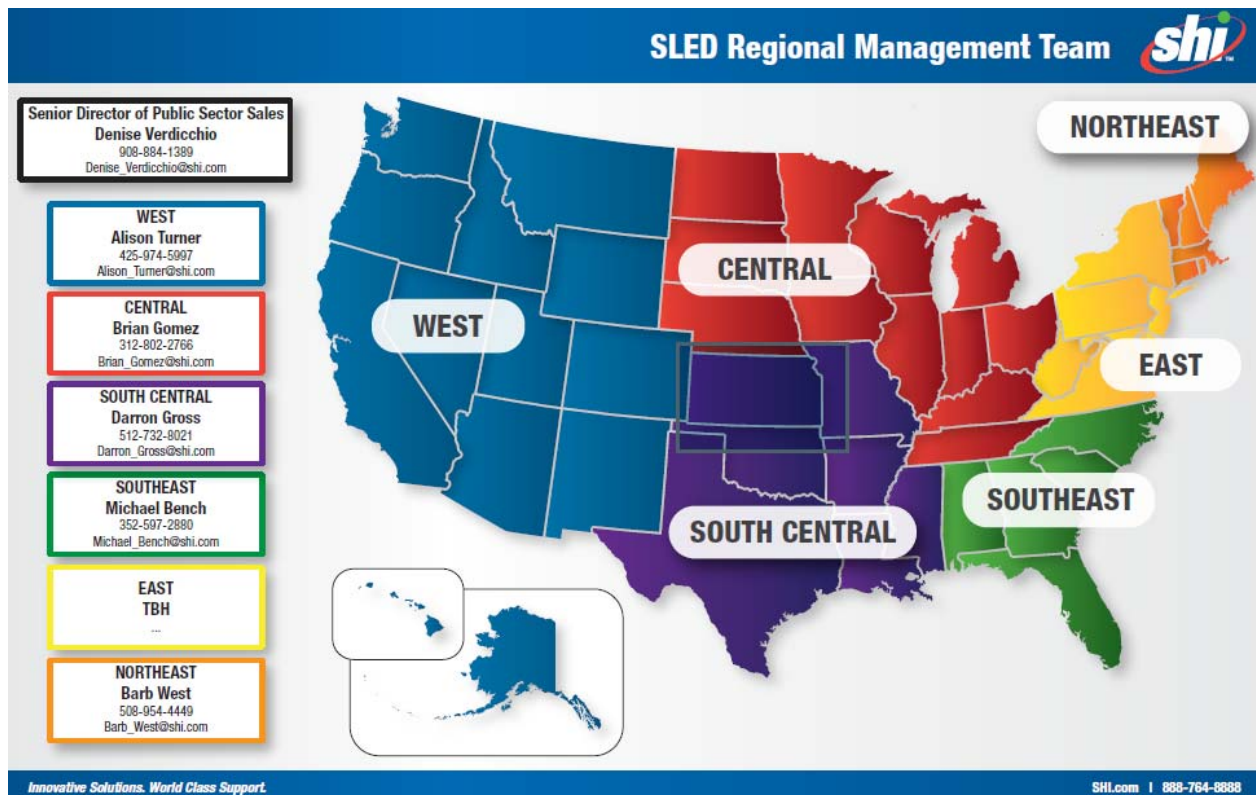 SLED Regional Management Team
shi
TM
Senior Director of Public Sector Sales
Denise Verdicchio
908-884-1389
Denise_Verdicchio@shi.com
WEST
Alison Turner
425-974-5997
Alison_Turner@shi.com
CENTRAL
Brian Gomez
312-802-2766
Brian_Gomez@shi.com
SOUTH CENTRAL
Darron Gross
512-732-8021
Darron_Gross@shi.com
SOUTHEAST
Michael Bench
352-597-2880
Michael_Bench@shi.com
EAST
TBH
...
NORTHEAST
Barb West
508-954-4449
Barb_West@shi.com
NORTHEAST
CENTRAL
WEST
EAST
SOUTHEAST
SOUTH CENTRAL
Innovative Solutions. World Class Support.
SHI.com | 888-764-8888